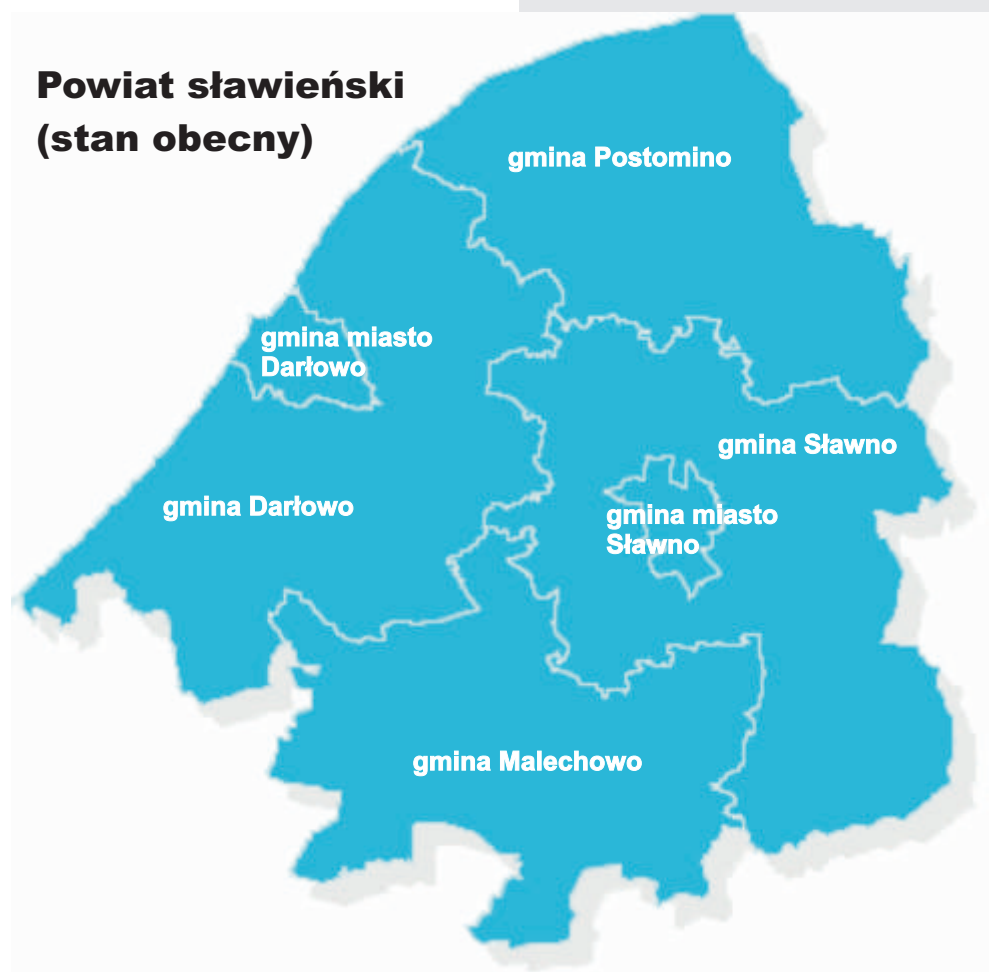 Powiat sławieński
(stan obecny)
gmina Postomino
gmina miasto
Darłowo
gmina Sławno
gmina Darłowo
gmina miasto
Sławno
gmina Malechowo